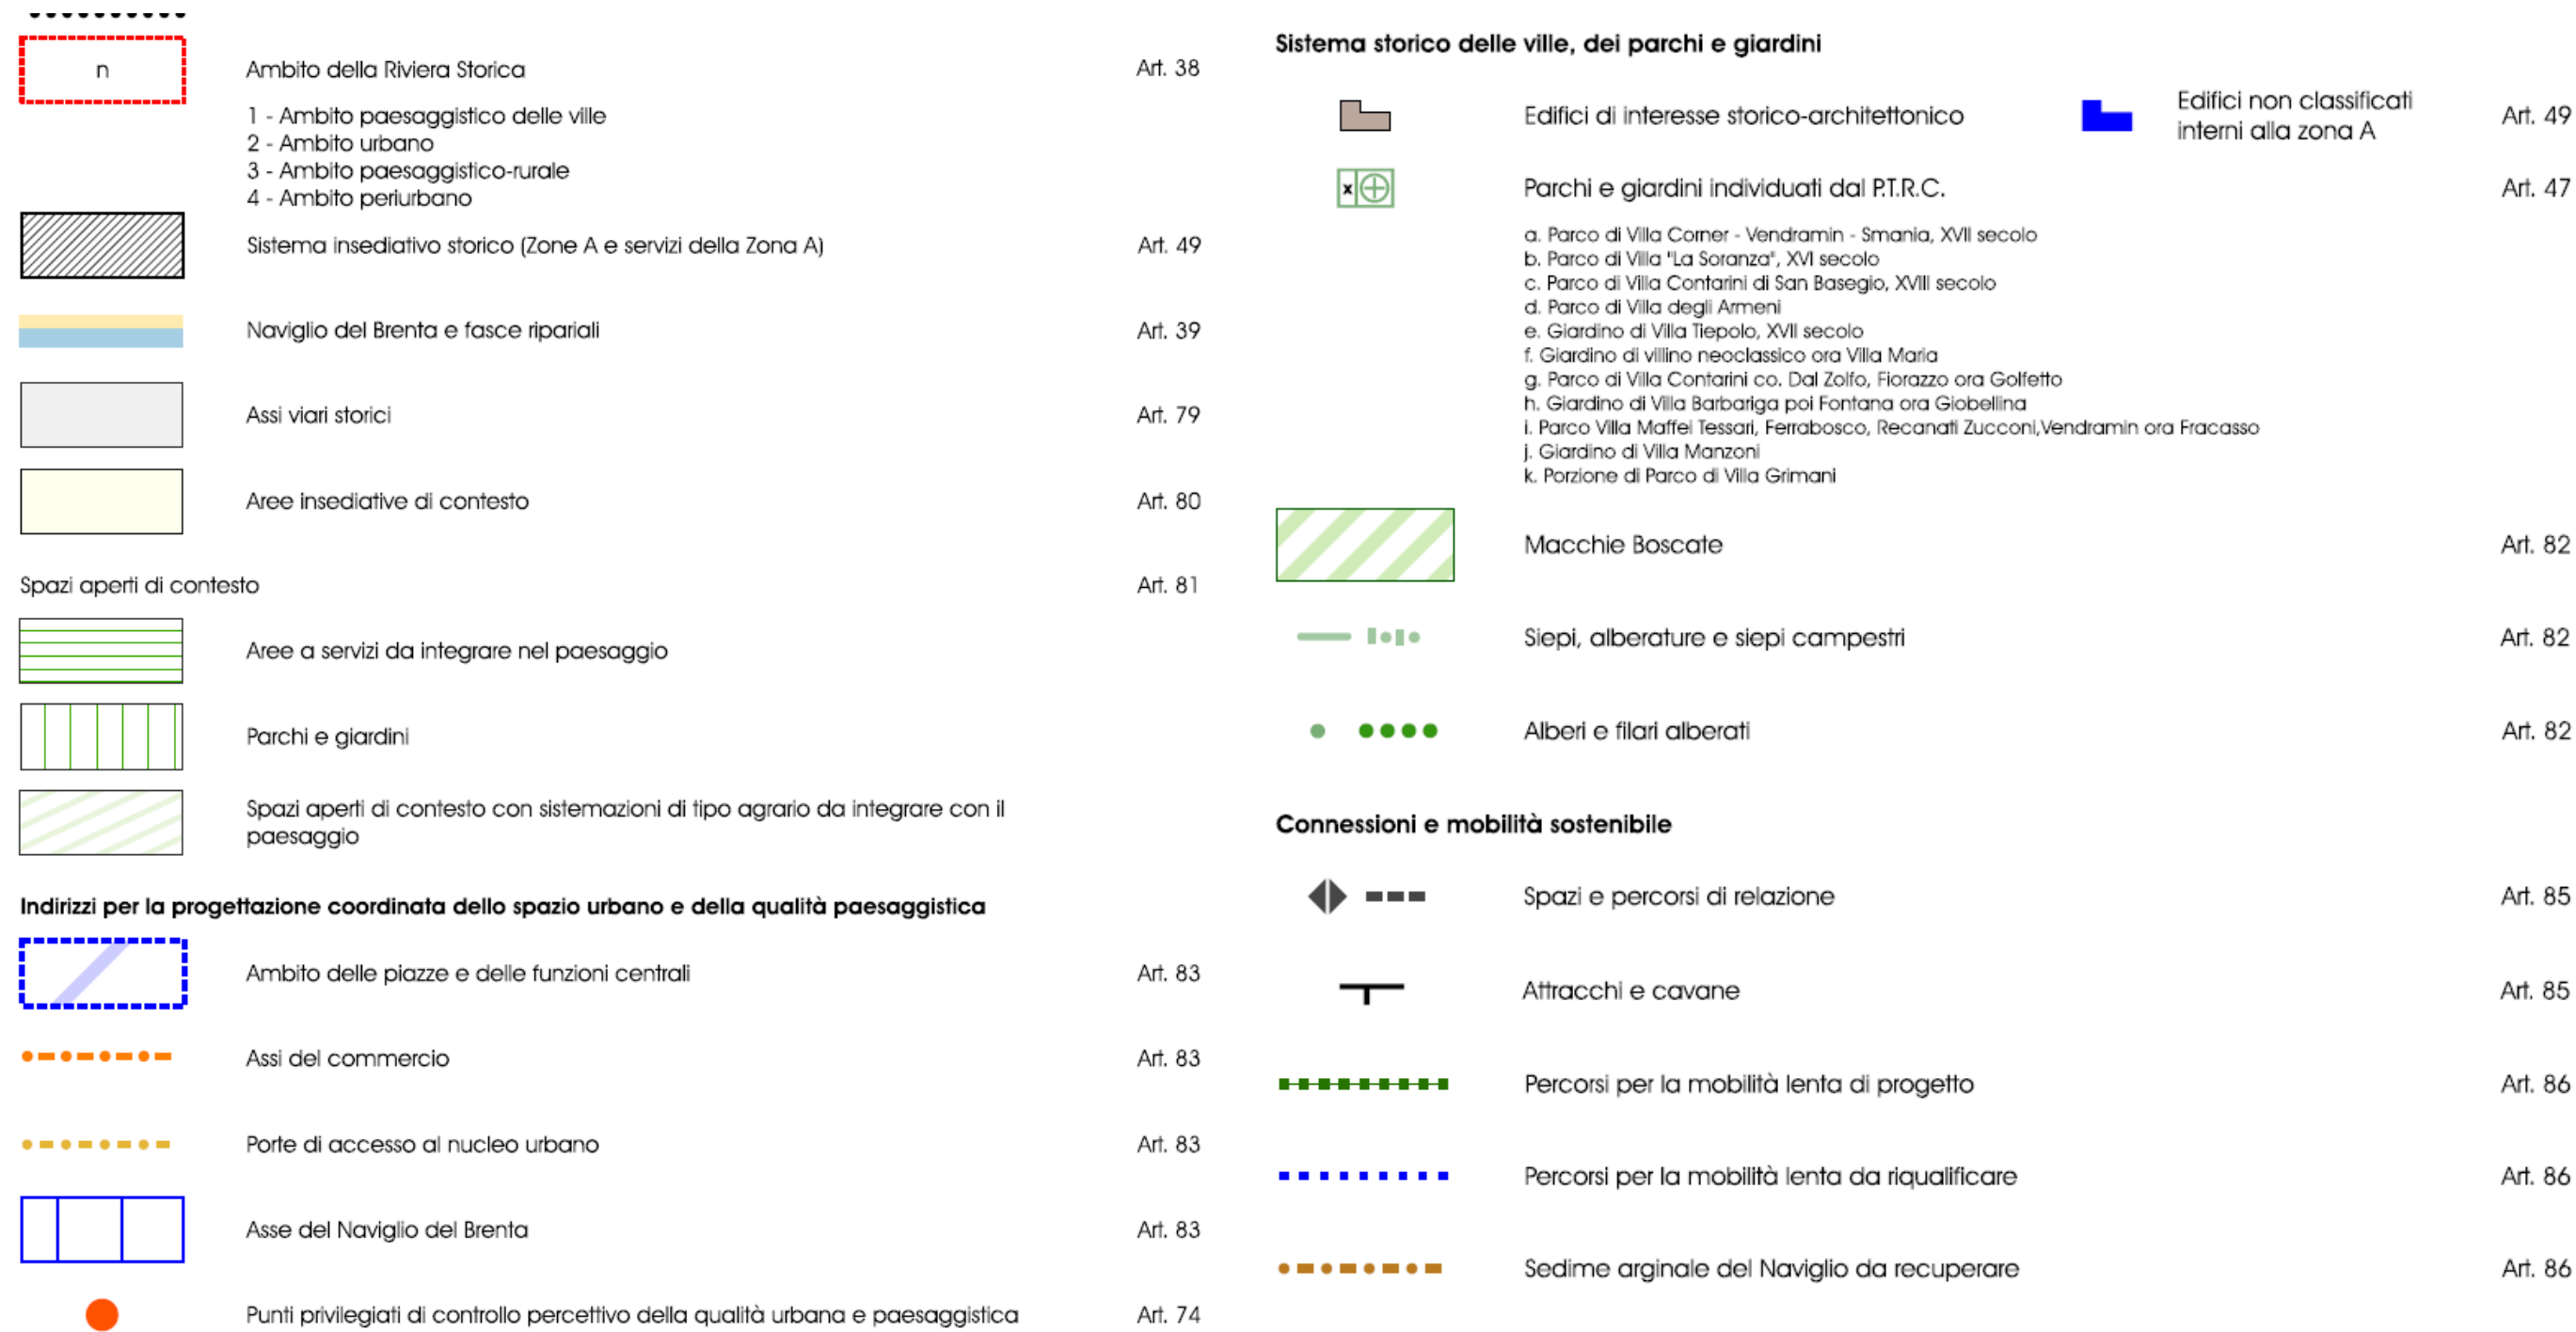 n
Ambito della Riviera Storica Art. 38
1 - Ambito paesaggistico delle ville
2 - Ambito urbano
3 - Ambito paesaggistico-rurale
4 - Ambito periurbano
Sistema insediativo storico (Zone A e servizi della Zona A) Art. 49
Naviglio del Brenta e fasce ripariali Art. 39
Assi viari storici Art. 79
Aree insediative di contesto Art. 80
Spazi aperti di contesto Art. 81
Aree a servizi da integrare nel paesaggio
Parchi e giardini
Spazi aperti di contesto con sistemazioni di tipo agrario da integrare con il
paesaggio
Indirizzi per la progettazione coordinata dello spazio urbano e della qualità paesaggistica
Ambito delle piazze e delle funzioni centrali Art. 83
Assi del commercio Art. 83
Porte di accesso al nucleo urbano Art. 83
Asse del Naviglio del Brenta Art. 83
Punti privilegiati di controllo percettivo della qualità urbana e paesaggistica Art. 74
Sistema storico delle ville, dei parchi e giardini
Edifici di interesse storico-architettonico
Edifici non classificati
interni alla zona A Art. 49
x
Parchi e giardini individuati dal P.T.R.C. Art. 47
a. Parco di Villa Corner - Vendramin - Smania, XVII secolo
b. Parco di Villa "La Soranza", XVI secolo
c. Parco di Villa Contarini di San Basegio, XVIII secolo
d. Parco di Villa degli Armeni
e. Giardino di Villa Tiepolo, XVII secolo
f. Giardino di villino neoclassico ora Villa Maria
g. Parco di Villa Contarini co. Dal Zolfo, Fiorazzo ora Golfetto
h. Giardino di Villa Barbariga poi Fontana ora Giobellina
i. Parco Villa Maffei Tessari, Ferrabosco, Recanati Zucconi,Vendramin ora Fracasso
j. Giardino di Villa Manzoni
k. Porzione di Parco di Villa Grimani
Macchie Boscate Art. 82
Siepi, alberature e siepi campestri Art. 82
Alberi e filari alberati Art. 82
Connessioni e mobilità sostenibile
Spazi e percorsi di relazione Art. 85
Attracchi e cavane Art. 85
Percorsi per la mobilità lenta di progetto Art. 86
Percorsi per la mobilità lenta da riqualificare Art. 86
Sedime arginale del Naviglio da recuperare Art. 86